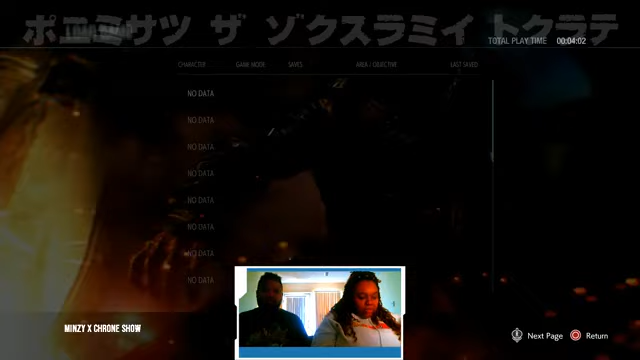 ポニミサツ ザ ゾクスラミィ トクラテ
TOTAL PLAY TIME 00:04:02
CHARACTER GAME MODE SAVES AREA / OBJECTIVE LAST SAVED
NO DATA
NO DATA
NO DATA
NO DATA
NO DATA
NO DATA
NO DATA
NO DATA
MINZY X CHRONE SHOW
Next Page Return